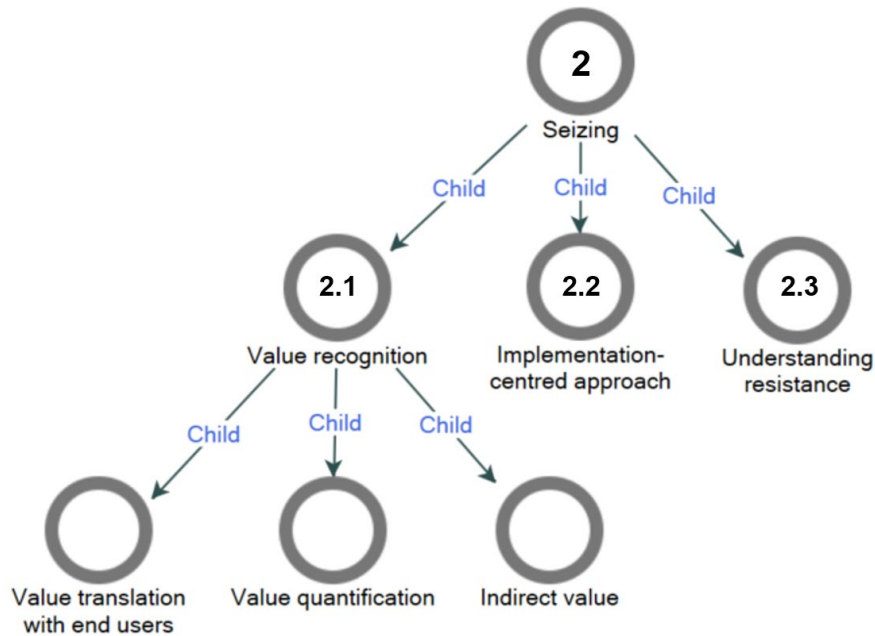 2
Seizing
Child
Child
Child
2.1
2.2
2.3
Value recognition
Implementation-
centred approach
Understanding
resistance
Child
Child
Child
Value translation
with end users
Value quantification
Indirect value